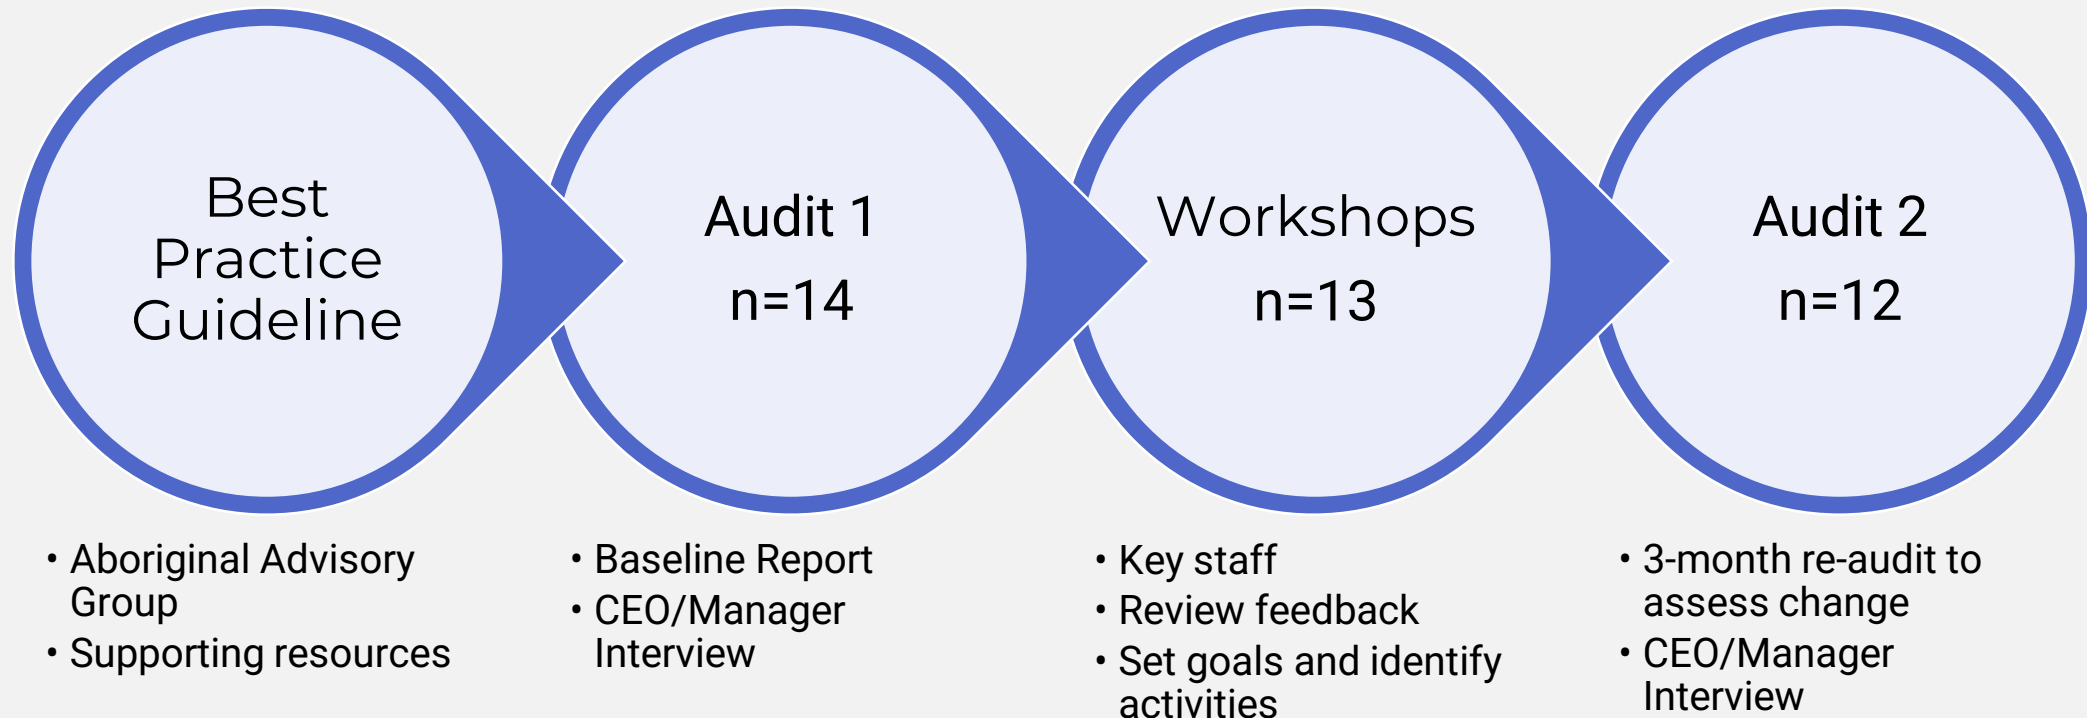 Best
Practice
Guideline
• Aboriginal Advisory
Group
• Supporting resources
Audit 1
n=14
• Baseline Report
• CEO/Manager
Interview
Workshops
n=13
• Key staff
• Review feedback
• Set goals and identify
activities
Audit 2
n=12
• 3-month re-audit to
assess change
• CEO/Manager
Interview